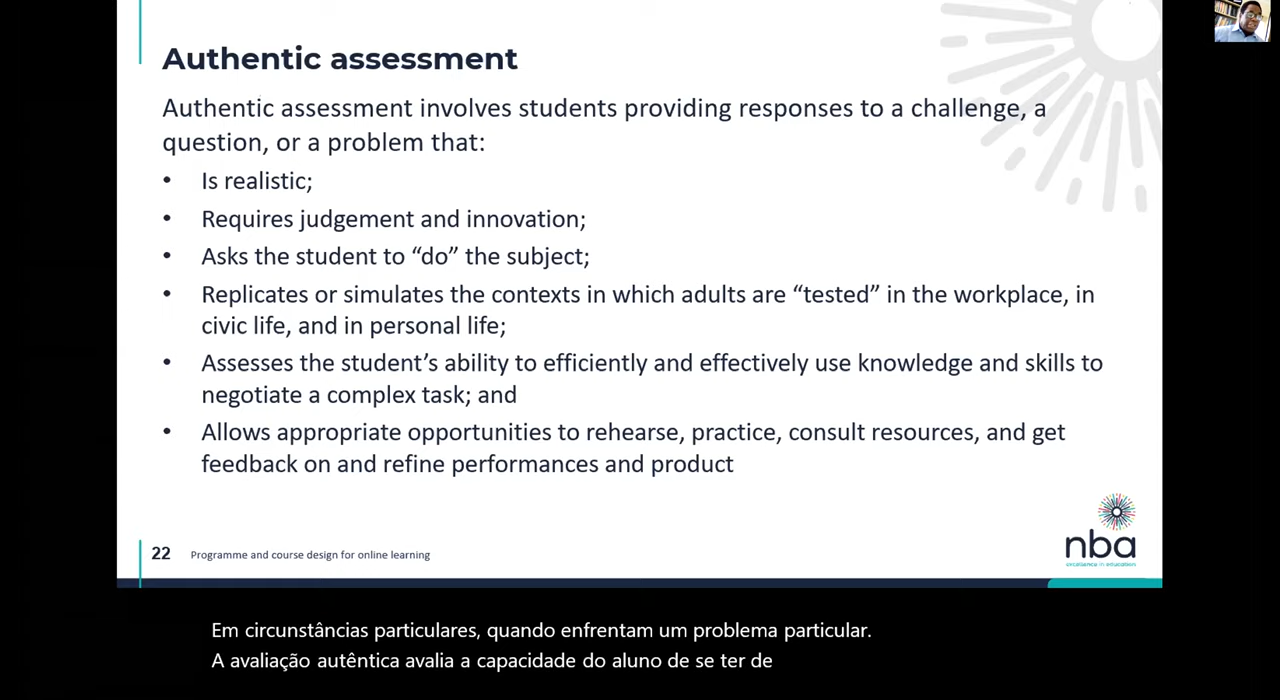 Authentic assessment
Authentic assessment involves students providing responses to a challenge, a
question, or a problem that:
• Is realistic;
• Requires judgement and innovation;
• Asks the student to “do” the subject;
• Replicates or simulates the contexts in which adults are “tested” in the workplace, in
civic life, and in personal life;
• Assesses the student’s ability to efficiently and effectively use knowledge and skills to
negotiate a complex task; and
• Allows appropriate opportunities to rehearse, practice, consult resources, and get
feedback on and refine performances and product
nba
excellence in education
22 Programme and course design for online learning
Em circunstâncias particulares, quando enfrentam um problema particular.
A avaliação autêntica avalia a capacidade do aluno de se ter de